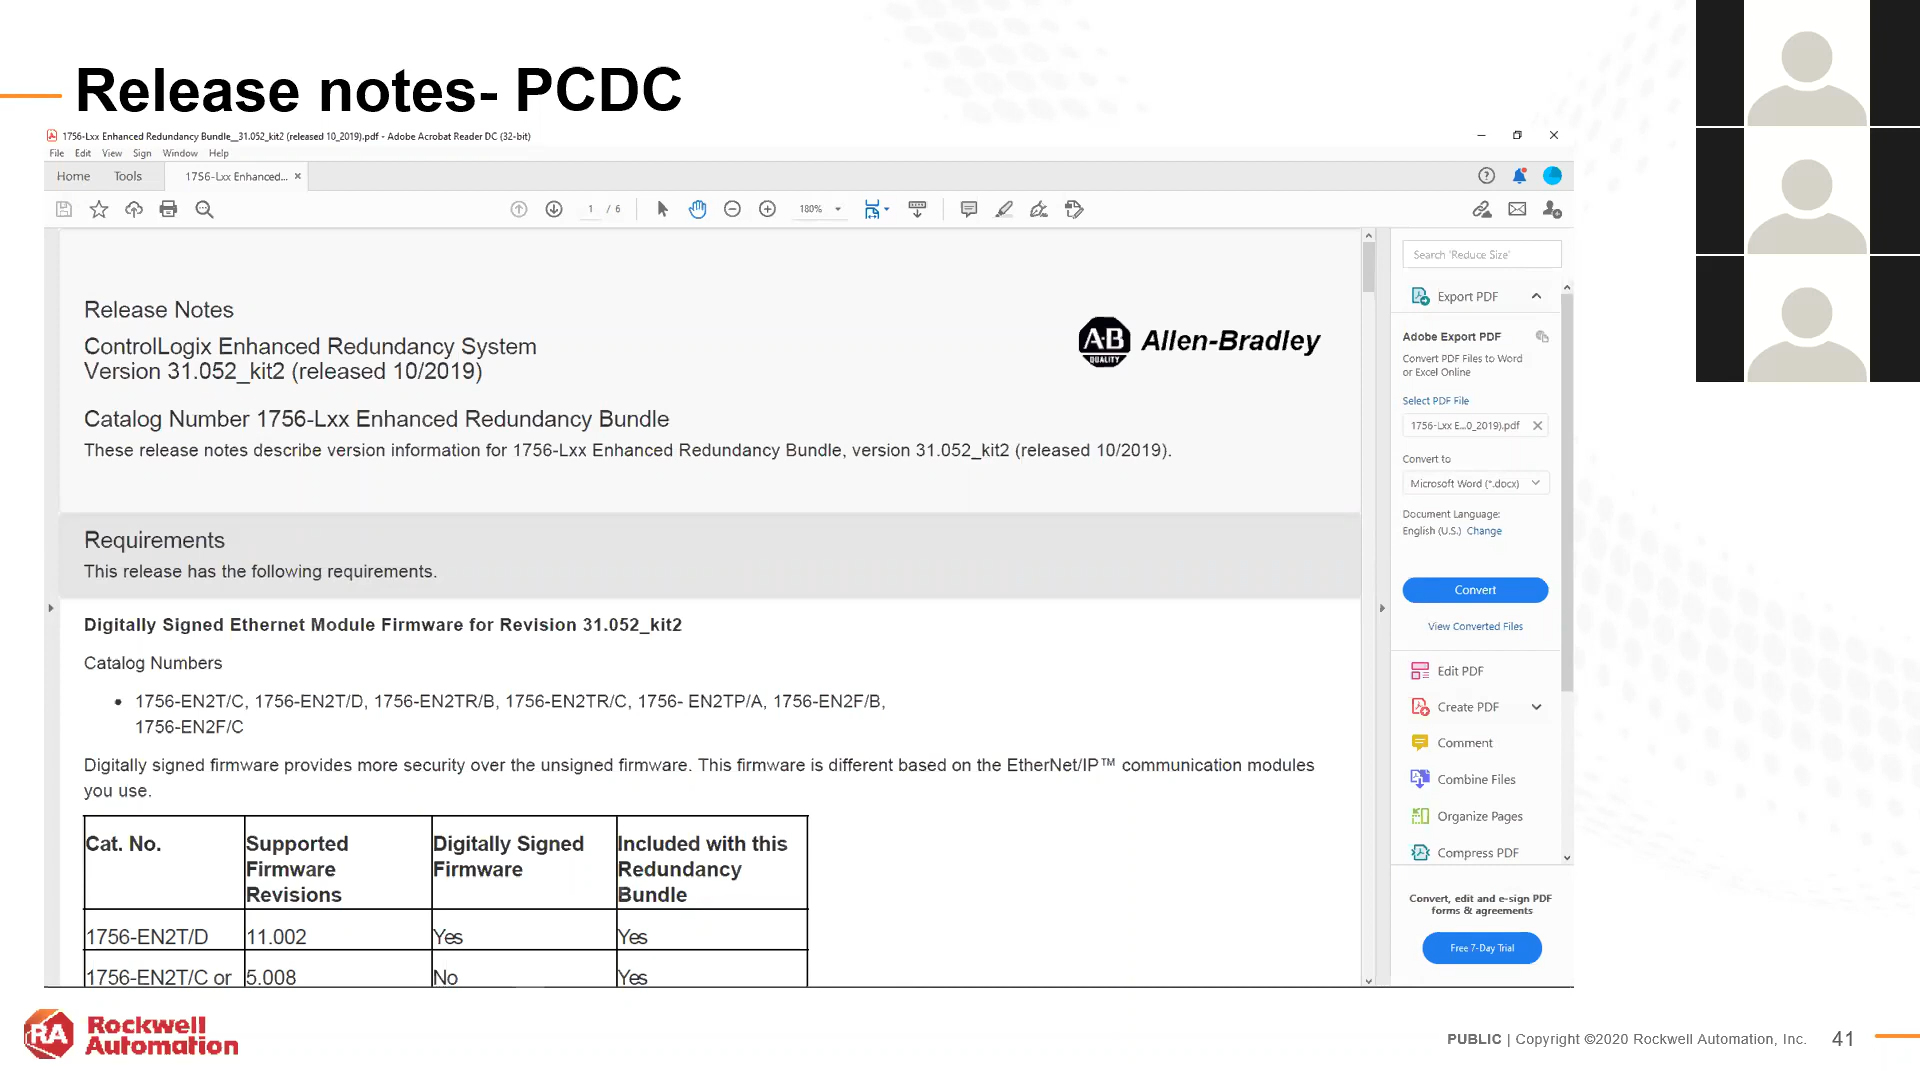 Release notes- PCDC
1756-Lxx Enhanced Redundancy Bundle__31.052_kit2 (released 10_2019).pdf - Adobe Acrobat Reader DC (32-bit)
File Edit View Sign Window Help
Home Tools 1756-Lxx Enhanced... ×
1 / 6 180%
Release Notes
ControlLogix Enhanced Redundancy System
Version 31.052_kit2 (released 10/2019)
A-B QUALITY Allen-Bradley
Catalog Number 1756-Lxx Enhanced Redundancy Bundle
These release notes describe version information for 1756-Lxx Enhanced Redundancy Bundle, version 31.052_kit2 (released 10/2019).
Requirements
This release has the following requirements.
Digitally Signed Ethernet Module Firmware for Revision 31.052_kit2
Catalog Numbers
• 1756-EN2T/C, 1756-EN2T/D, 1756-EN2TR/B, 1756-EN2TR/C, 1756- EN2TP/A, 1756-EN2F/B,
1756-EN2F/C
Digitally signed firmware provides more security over the unsigned firmware. This firmware is different based on the EtherNet/IP™ communication modules
you use.
Cat. No. Supported Firmware Revisions Digitally Signed Firmware Included with this Redundancy Bundle
1756-EN2T/D 11.002 Yes Yes
1756-EN2T/C or 5.008 No Yes
Search 'Reduce Size'
Export PDF
Adobe Export PDF
Convert PDF Files to Word
or Excel Online
Select PDF File
1756-Lxx E...0_2019).pdf
Convert to
Microsoft Word (*.docx)
Document Language:
English (U.S.) Change
Convert
View Converted Files
Edit PDF
Create PDF
Comment
Combine Files
Organize Pages
Compress PDF
Convert, edit and e-sign PDF
forms & agreements
Free 7-Day Trial
RA Rockwell
Automation
PUBLIC | Copyright ©2020 Rockwell Automation, Inc. 41